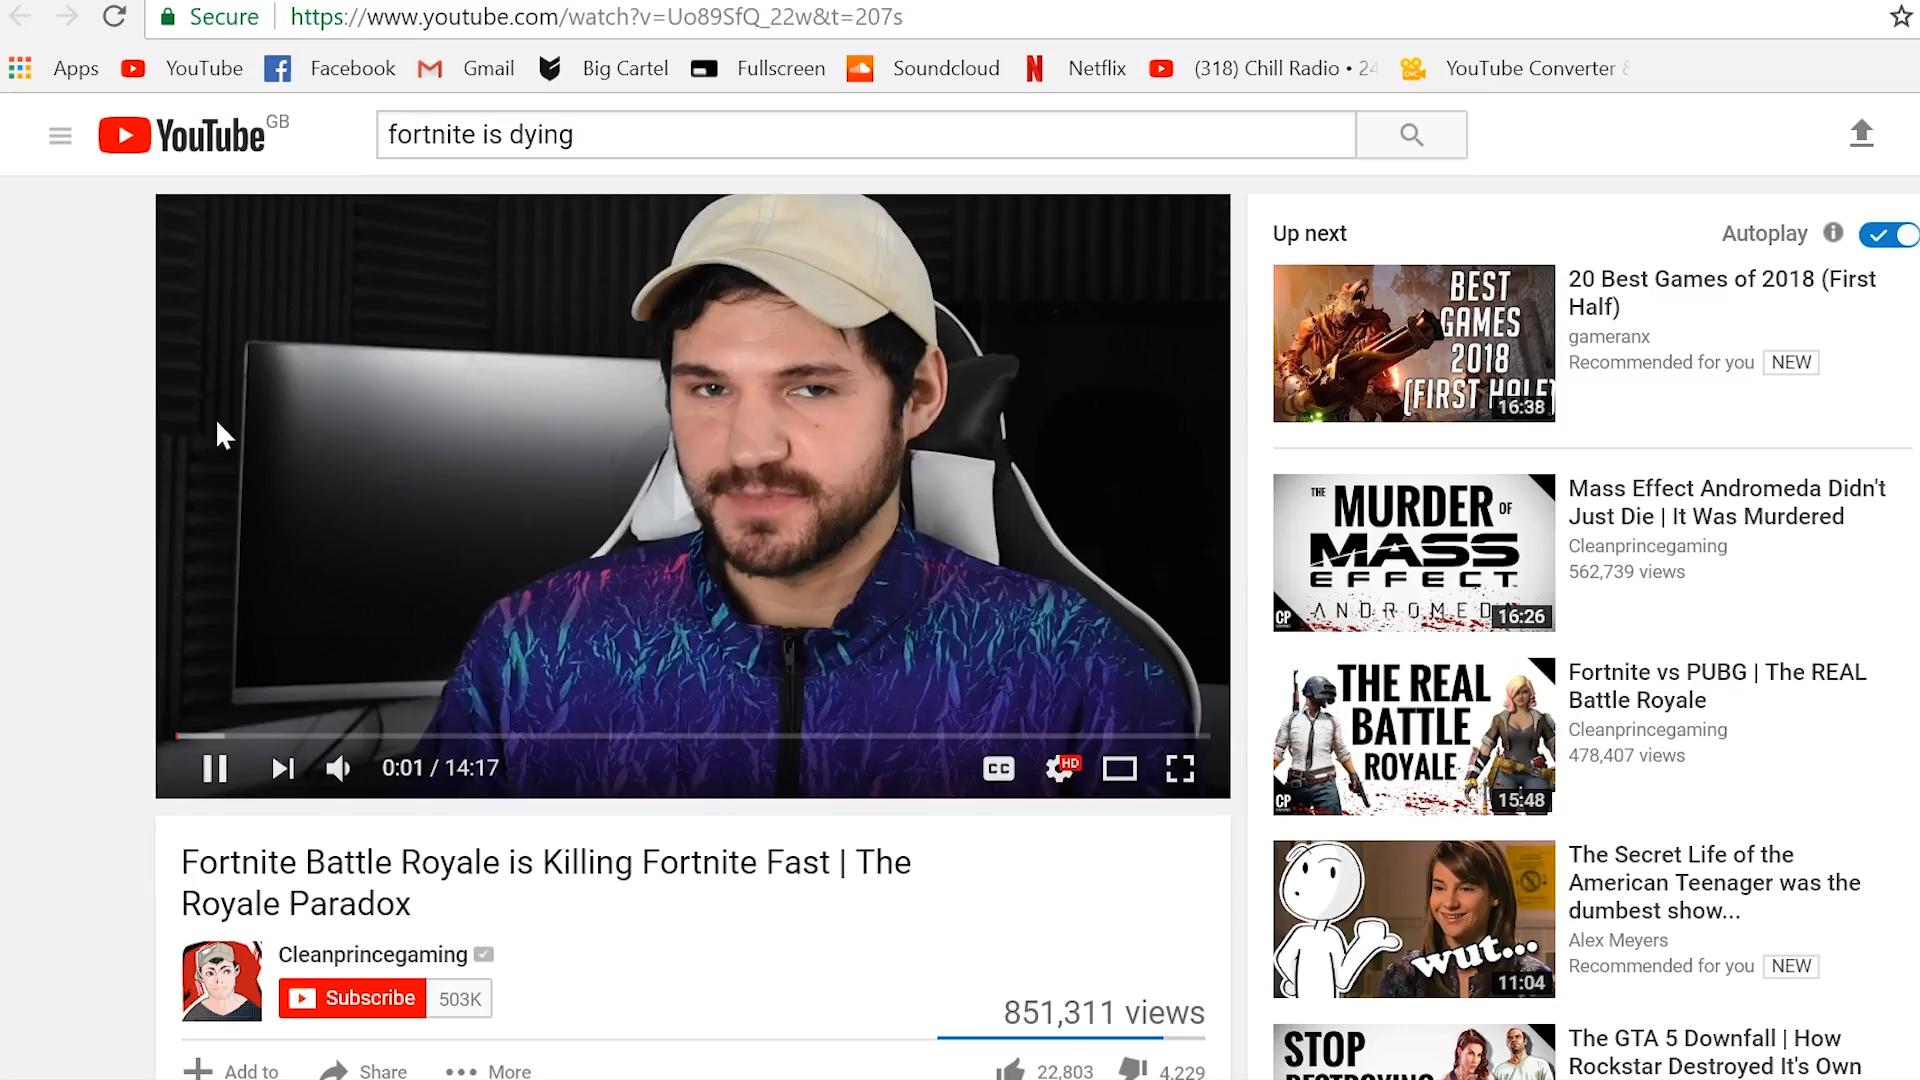 Secure https://www.youtube.com/watch?v=Uo89SfQ_22w&t=207s
Apps YouTube Facebook Gmail Big Cartel Fullscreen Soundcloud Netflix (318) Chill Radio • 24 YouTube Converter &
YouTube GB
fortnite is dying
Up next
Autoplay
BEST
GAMES
2018
(FIRST HALF)
16:38
20 Best Games of 2018 (First
Half)
gameranx
Recommended for you NEW
THE MURDER OF
MASS
EFFECT
ANDROMEDA
CP
16:26
Mass Effect Andromeda Didn't
Just Die | It Was Murdered
Cleanprincegaming
562,739 views
THE REAL
BATTLE
ROYALE
CP
15:48
Fortnite vs PUBG | The REAL
Battle Royale
Cleanprincegaming
478,407 views
wut...
11:04
The Secret Life of the
American Teenager was the
dumbest show...
Alex Meyers
Recommended for you NEW
STOP
The GTA 5 Downfall | How
Rockstar Destroyed It's Own
0:01 / 14:17
CC
HD
Fortnite Battle Royale is Killing Fortnite Fast | The
Royale Paradox
Cleanprincegaming
Subscribe 503K
851,311 views
Add to Share More
22,803 4,229